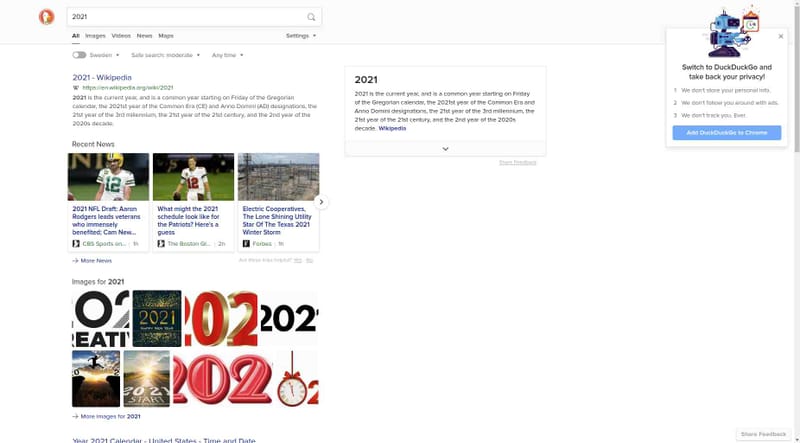 2021
All Images Videos News Maps Settings
Sweden Safe search: moderate Any time
2021 - Wikipedia
W https://en.wikipedia.org/wiki/2021
2021 is the current year, and is a common year starting on Friday of the Gregorian
calendar, the 2021st year of the Common Era (CE) and Anno Domini (AD) designations, the
21st year of the 3rd millennium, the 21st year of the 21st century, and the 2nd year of the
2020s decade.
Recent News
2021 NFL Draft: Aaron
Rodgers leads veterans
who immensely
benefited; Cam New...
CBS Sports on... 1h
What might the 2021
schedule look like for
the Patriots? Here's a
guess
The Boston Gl... 2h
Electric Cooperatives,
The Lone Shining Utility
Star Of The Texas 2021
Winter Storm
Forbes 1h
More News
Are these links helpful? Yes No
Images for 2021
202
REATIV
2021
HAPPY NEW YEAR
202
202
2021
START
202
202
More Images for 2021
Year 2021 Calendar - United States - Time and Date
2021
2021 is the current year, and is a common year starting on Friday
of the Gregorian calendar, the 2021st year of the Common Era and
Anno Domini designations, the 21st year of the 3rd millennium, the
21st year of the 21st century, and the 2nd year of the 2020s
decade. Wikipedia
Share Feedback
Switch to DuckDuckGo and
take back your privacy!
1 We don't store your personal info.
2 We don't follow you around with ads.
3 We don't track you. Ever.
Add DuckDuckGo to Chrome
Share Feedback